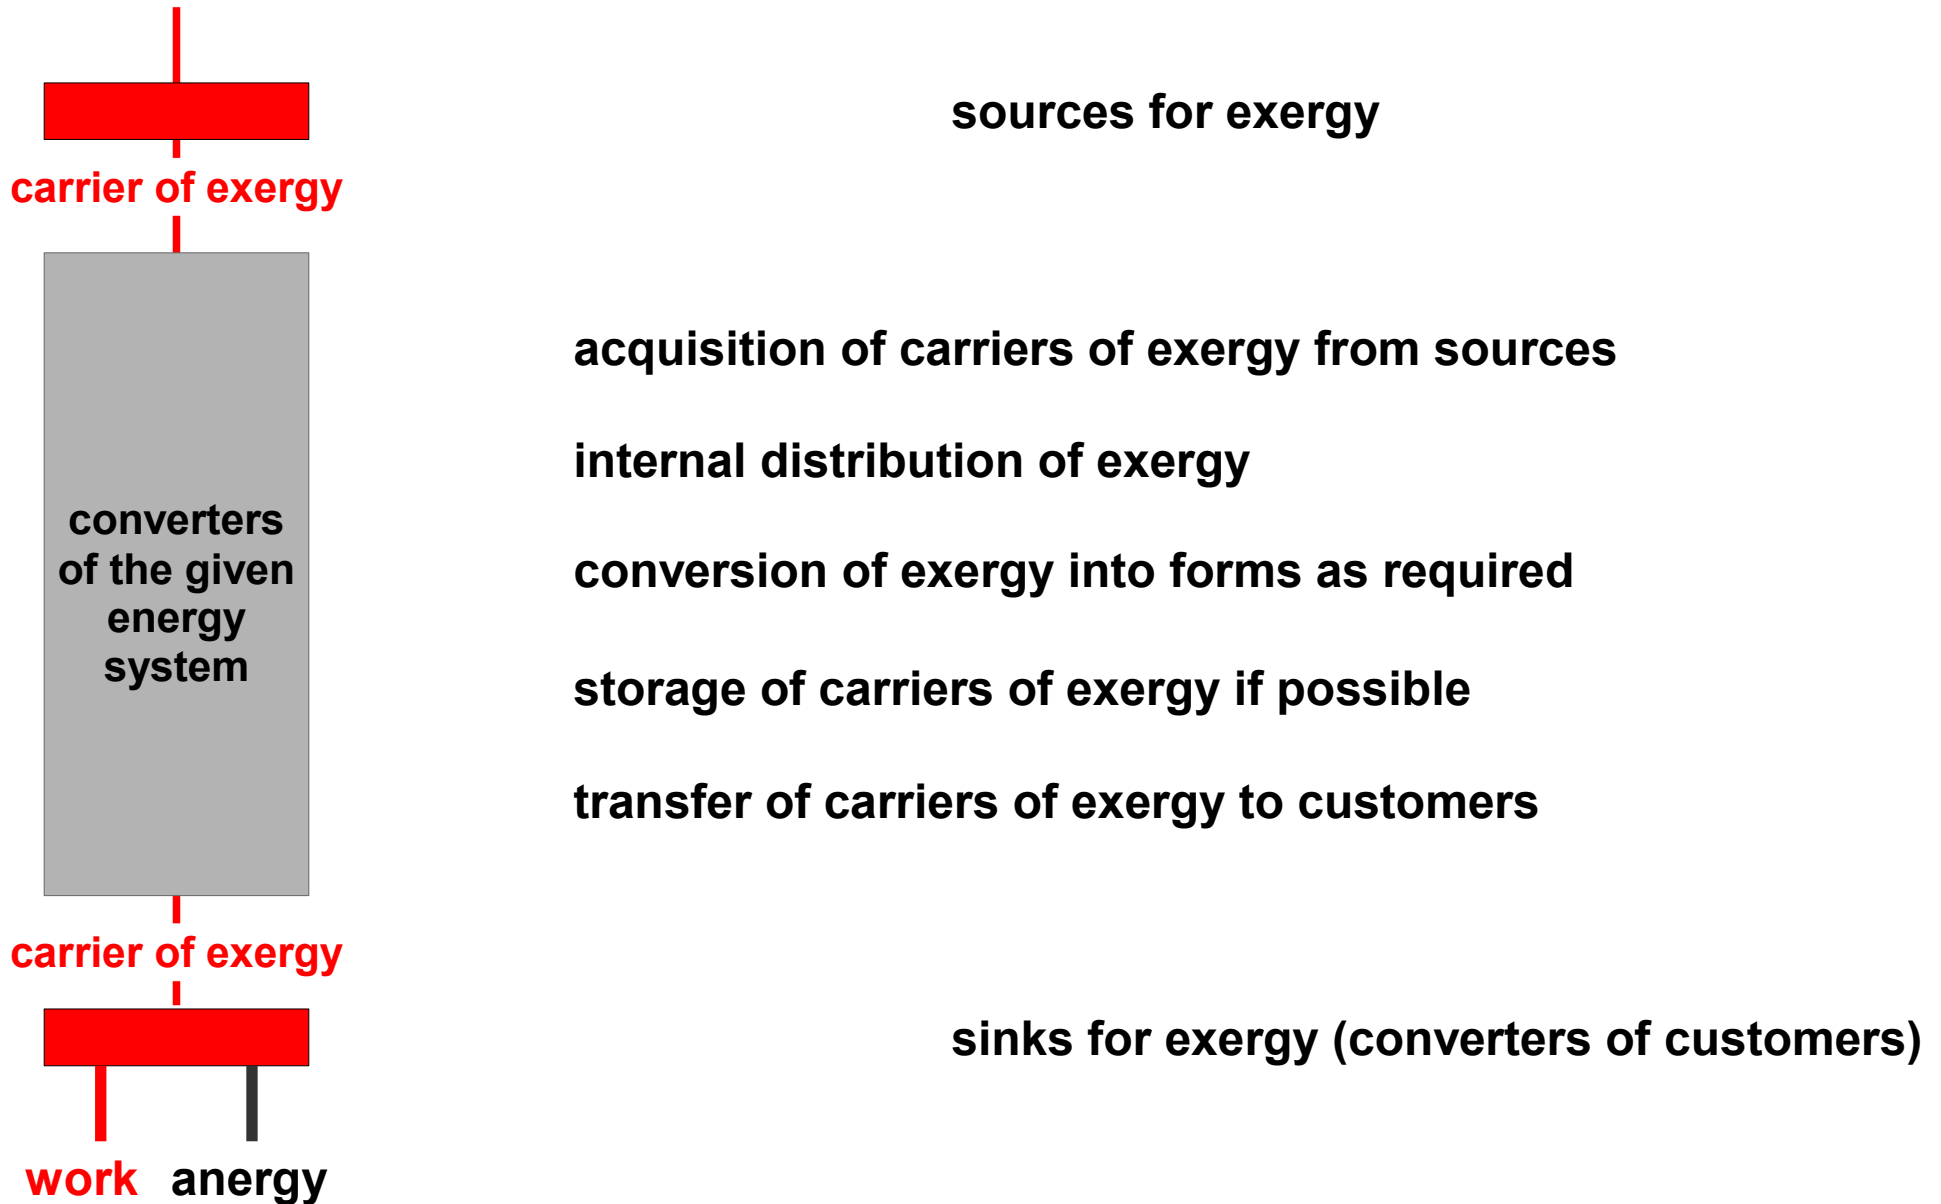 sources for exergy
carrier of exergy
acquisition of carriers of exergy from sources
internal distribution of exergy
converters
of the given
energy
system
conversion of exergy into forms as required
storage of carriers of exergy if possible
transfer of carriers of exergy to customers
carrier of exergy
sinks for exergy (converters of customers)
work anergy